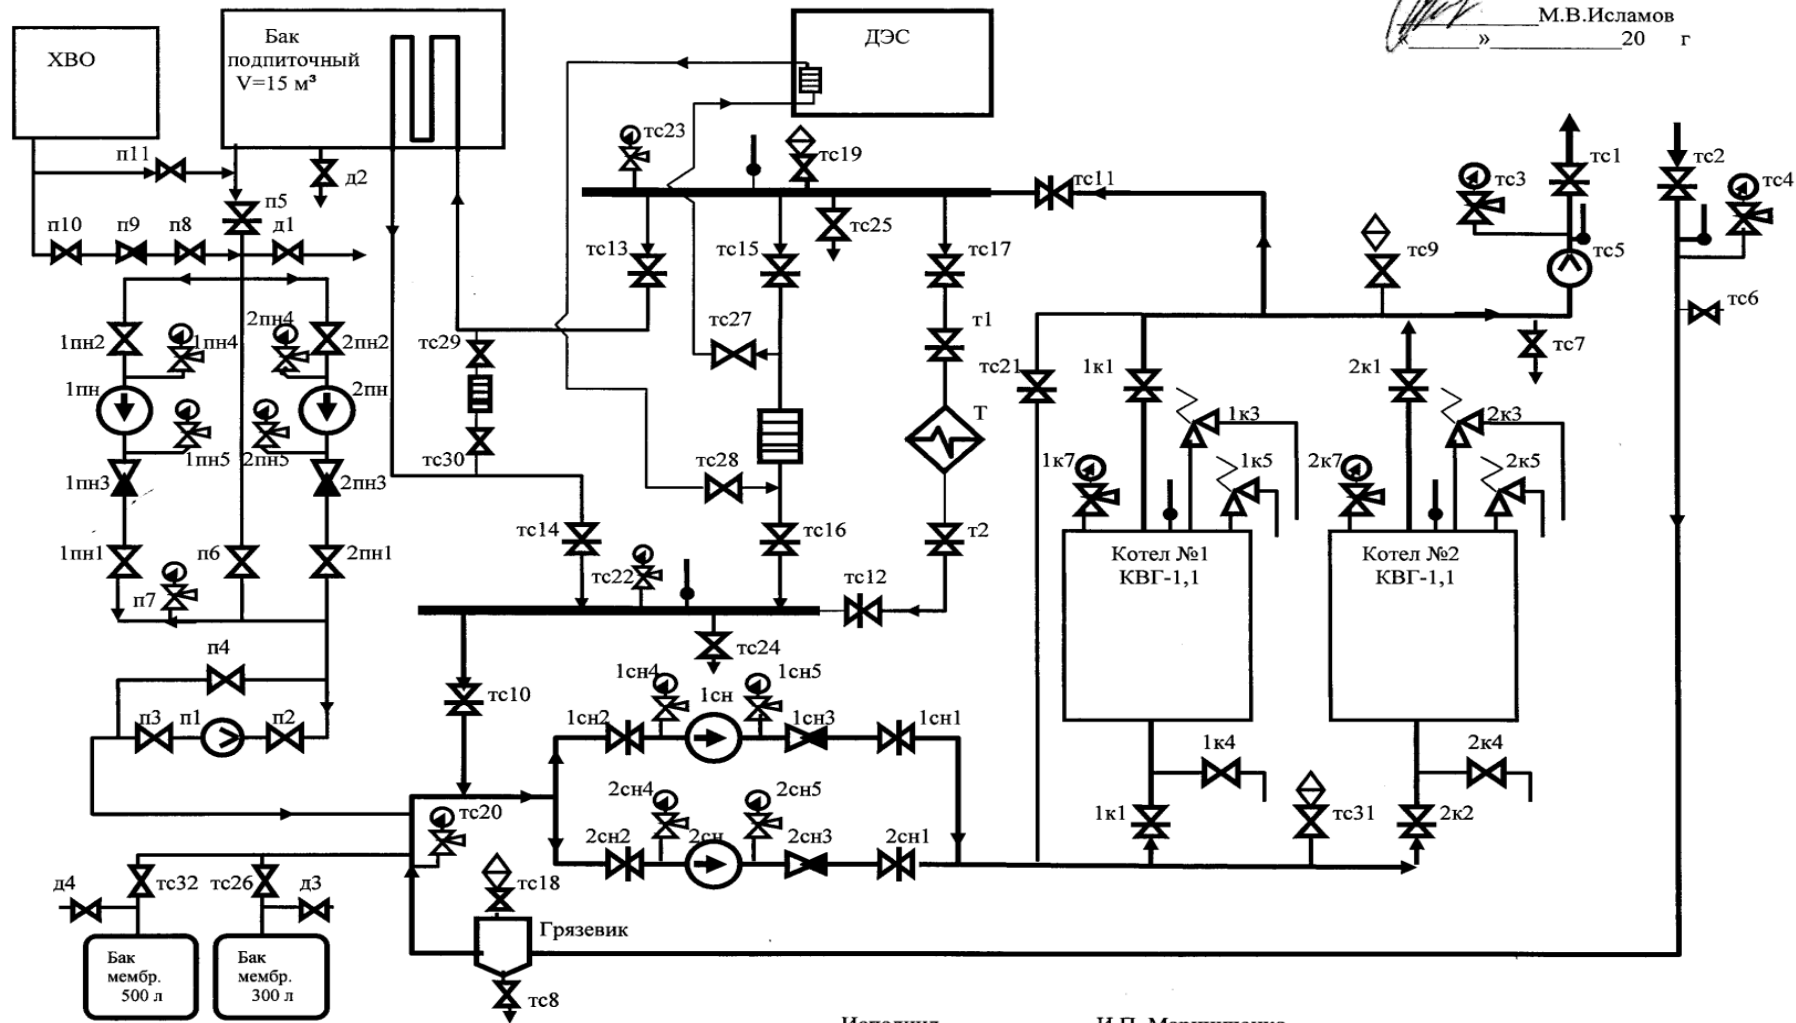 М.В.Исламов
«______»____________20 г
ХВО
Бак
подпиточный
V=15 м³
ДЭС
п11
д2
тс23
тс19
тс11
тс3
тс1
тс2
тс4
п10
п9
п8
п5
д1
тс13
тс15
тс25
тс17
тс9
тс5
тс6
1пн2
1пн4
2пн4
2пн2
тс29
тс27
т1
тс21
1к1
2к1
тс7
1пн
2пн
Т
1к3
2к3
1пн5
2пн5
1пн3
2пн3
тс30
тс28
1к7
1к5
2к7
2к5
1пн1
п6
2пн1
тс14
тс16
т2
Котел №1
КВГ-1,1
Котел №2
КВГ-1,1
п7
тс22
тс12
п4
тс24
тс10
1сн4
1сн5
1сн
п3
п1
п2
1сн2
1сн3
1сн1
1к4
2к4
2сн4
2сн5
тс20
2сн2
2сн
2сн3
2сн1
1к1
тс31
2к2
д4
тс32
тс26
д3
тс18
Грязевик
Бак
мембр.
500 л
Бак
мембр.
300 л
тс8